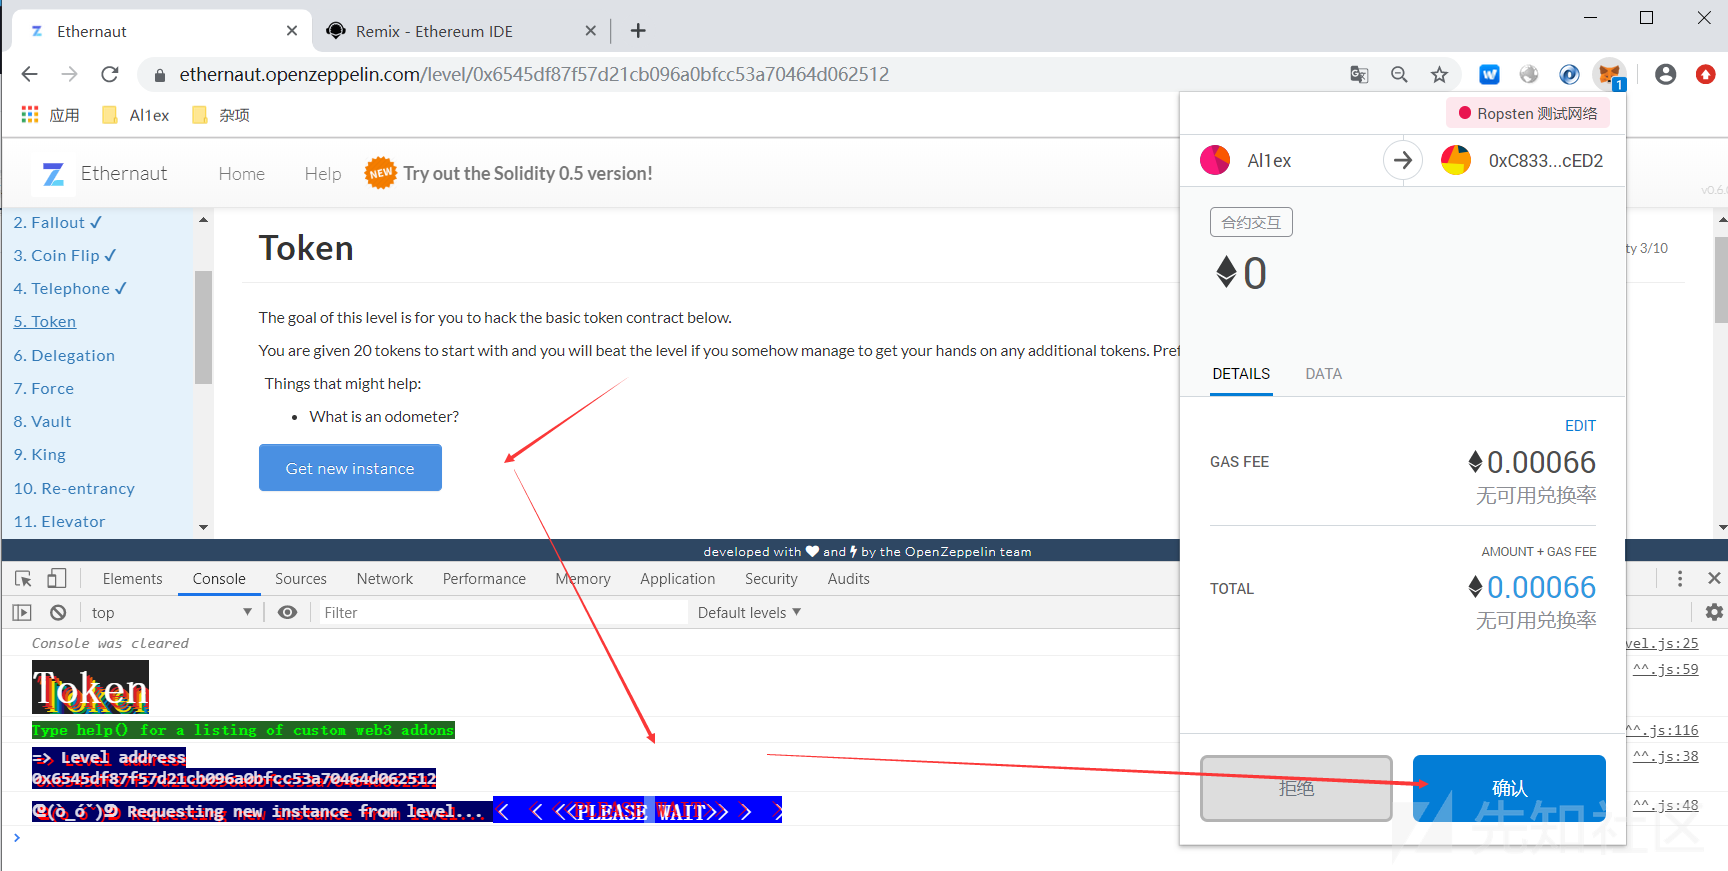 Ethernaut
Remix - Ethereum IDE
ethernaut.openzeppelin.com/level/0x6545df87f57d21cb096a0bfcc53a70464d062512
1
应用
Al1ex
杂项
Ethernaut
Home
Help
NEW
Try out the Solidity 0.5 version!
v0.6.
2. Fallout ✓
3. Coin Flip ✓
4. Telephone ✓
5. Token
6. Delegation
7. Force
8. Vault
9. King
10. Re-entrancy
11. Elevator
Token
ty 3/10
The goal of this level is for you to hack the basic token contract below.
You are given 20 tokens to start with and you will beat the level if you somehow manage to get your hands on any additional tokens.
Things that might help:
• What is an odometer?
Get new instance
developed with ♥ and by the OpenZeppelin team
Ropsten 测试网络
Al1ex
0xC833...cED2
合约交互
0
DETAILS
DATA
EDIT
GAS FEE
0.00066
无可用兑换率
AMOUNT + GAS FEE
TOTAL
0.00066
无可用兑换率
拒绝
确认
Elements
Console
Sources
Network
Performance
Memory
Application
Security
Audits
top
Filter
Default levels
Console was cleared
vel.js:25
Token
^^.js:59
Type help() for a listing of custom web3 addons
^^.js:116
=> Level address
0x6545df87f57d21cb096a0bfcc53a70464d062512
^^.js:38
Requesting new instance from level...
< < <<PLEASE WAIT>> > >
^^.js:48
先知社区